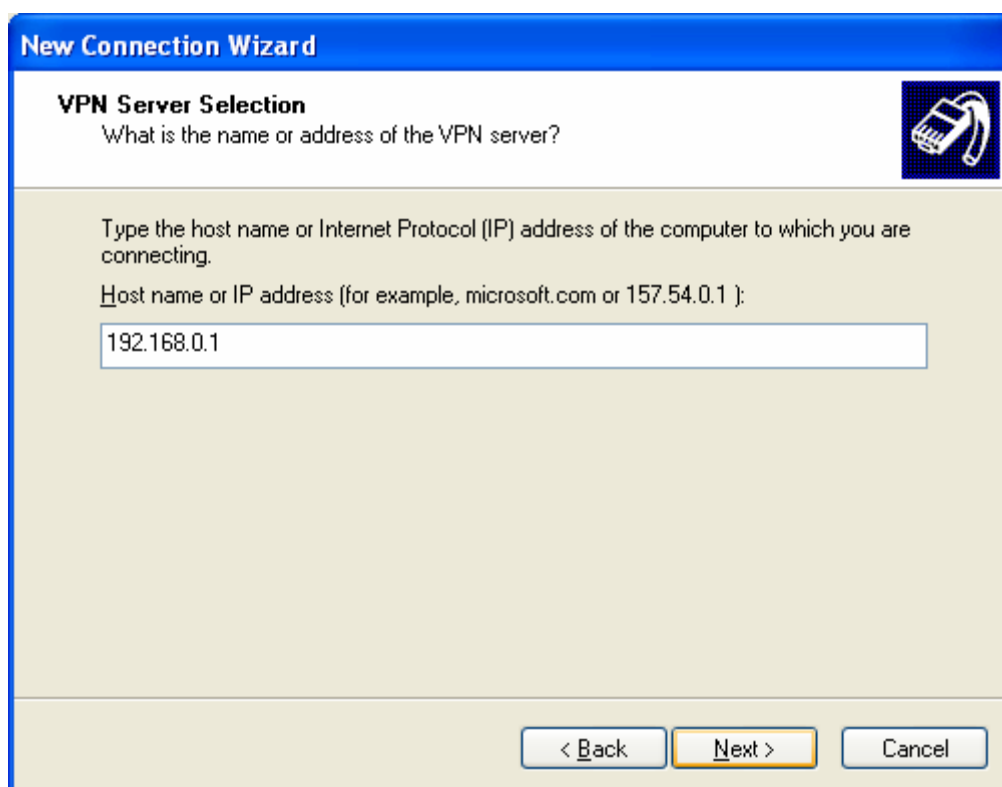 New Connection Wizard
VPN Server Selection
What is the name or address of the VPN server?
Type the host name or Internet Protocol (IP) address of the computer to which you are
connecting.
Host name or IP address (for example, microsoft.com or 157.54.0.1 ):
192.168.0.1
< Back
Next >
Cancel